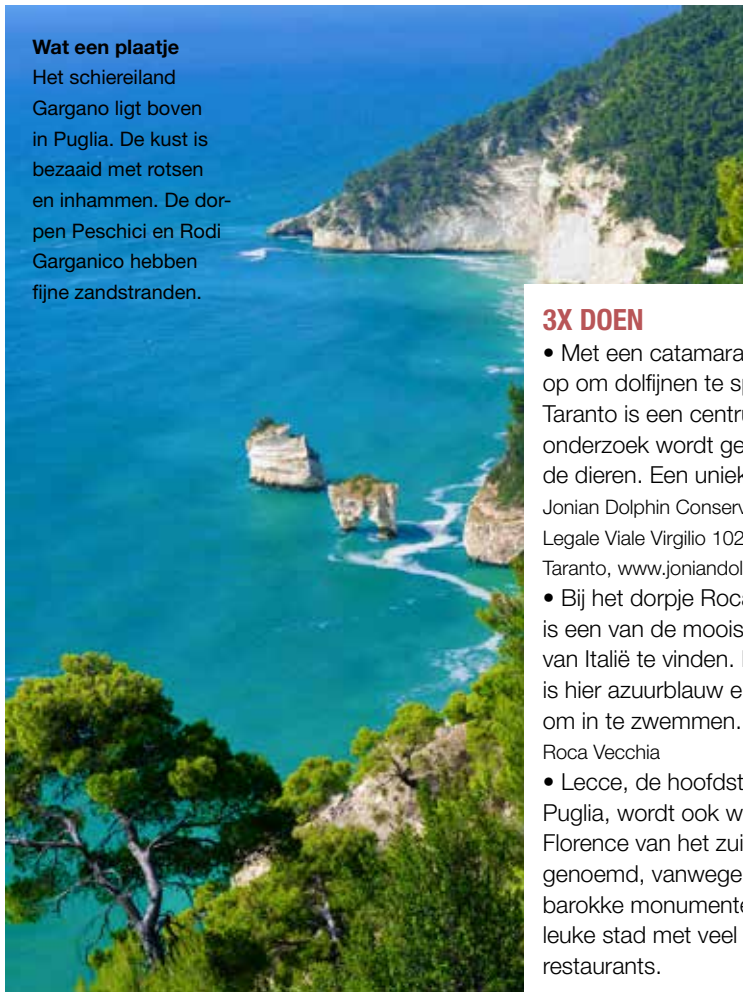 Wat een plaatje
Het schiereiland
Gargano ligt boven
in Puglia. De kust is
bezaaid met rotsen
en inhammen. De dor-
pen Peschici en Rodi
Garganico hebben
fijne zandstranden.
3X DOEN
• Met een catamara
op om dolfijnen te sp
Taranto is een centru
onderzoek wordt ge
de dieren. Een uniek
Jonian Dolphin Conserv
Legale Viale Virgilio 102
Taranto, www.joniandol
• Bij het dorpje Roca
is een van de moois
van Italië te vinden.
is hier azuurblauw e
om in te zwemmen.
Roca Vecchia
• Lecce, de hoofdst
Puglia, wordt ook w
Florence van het zui
genoemd, vanwege
barokke monumente
leuke stad met veel
restaurants.